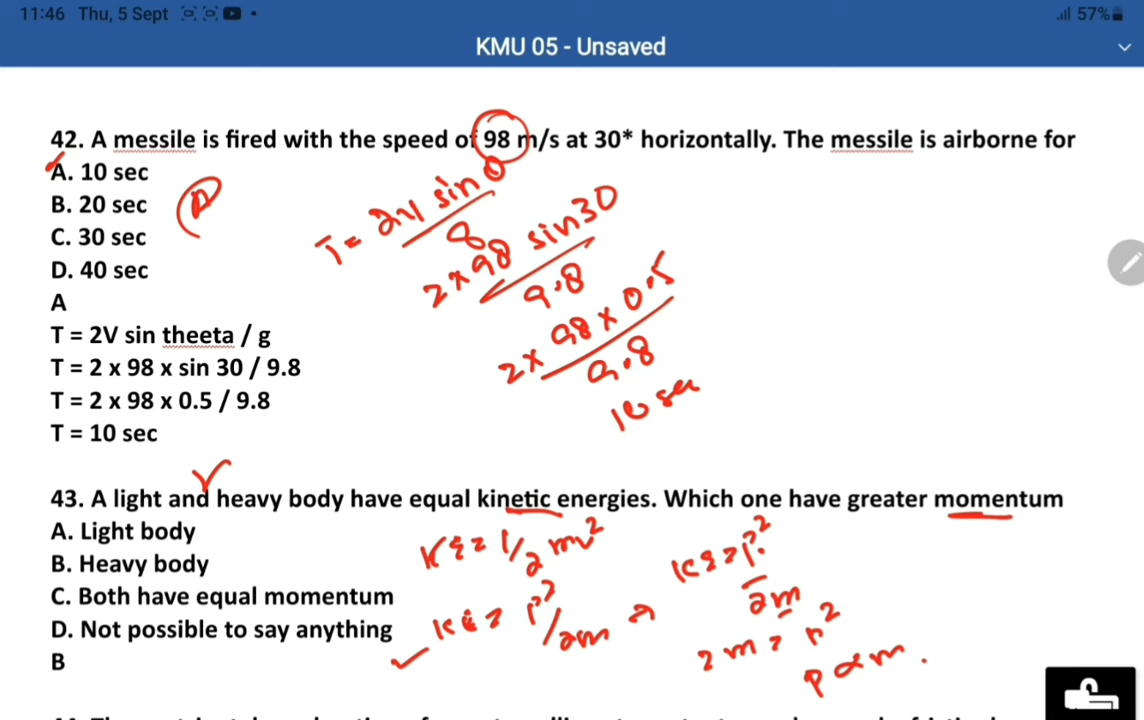 11:46 Thu, 5 Sept
57%
KMU 05 - Unsaved
42. A messile is fired with the speed of 98 m/s at 30* horizontally. The messile is airborne for
A. 10 sec
B. 20 sec
C. 30 sec
D. 40 sec
A
T = 2V sin theeta / g
T = 2 x 98 x sin 30 / 9.8
T = 2 x 98 x 0.5 / 9.8
T = 10 sec
T = 2V sin θ
g
2 x 98 sin 30
9.8
2 x 98 x 0.5
9.8
10 sec
43. A light and heavy body have equal kinetic energies. Which one have greater momentum
A. Light body
B. Heavy body
C. Both have equal momentum
D. Not possible to say anything
B
K.E = 1/2 mv²
K.E = P²/2m
K.E = P²
2m
P ∝ m.